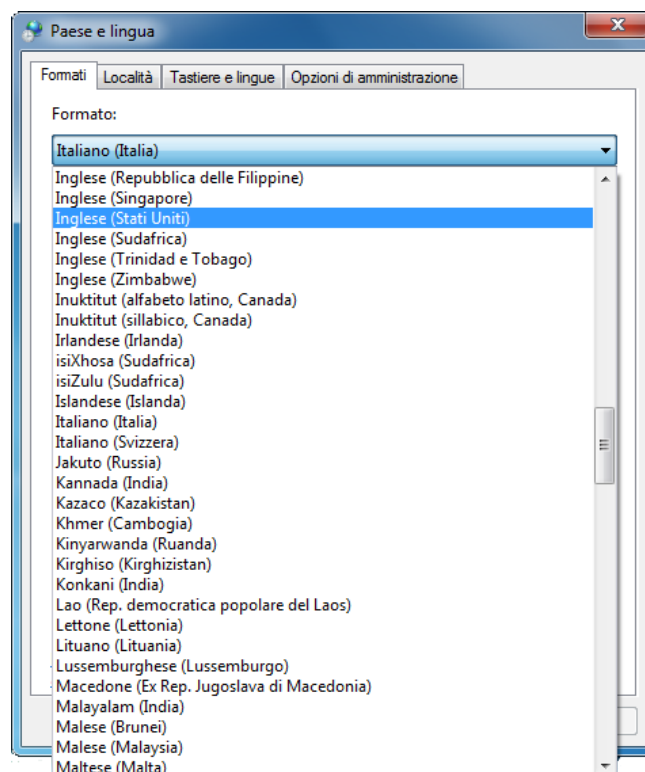 Paese e lingua
Formati Località Tastiere e lingue Opzioni di amministrazione
Formato:
Italiano (Italia)
Inglese (Repubblica delle Filippine)
Inglese (Singapore)
Inglese (Stati Uniti)
Inglese (Sudafrica)
Inglese (Trinidad e Tobago)
Inglese (Zimbabwe)
Inuktitut (alfabeto latino, Canada)
Inuktitut (sillabico, Canada)
Irlandese (Irlanda)
isiXhosa (Sudafrica)
isiZulu (Sudafrica)
Islandese (Islanda)
Italiano (Italia)
Italiano (Svizzera)
Jakuto (Russia)
Kannada (India)
Kazaco (Kazakistan)
Khmer (Cambogia)
Kinyarwanda (Ruanda)
Kirghiso (Kirghizistan)
Konkani (India)
Lao (Rep. democratica popolare del Laos)
Lettone (Lettonia)
Lituano (Lituania)
Lussemburghese (Lussemburgo)
Macedone (Ex Rep. Jugoslava di Macedonia)
Malayalam (India)
Malese (Brunei)
Malese (Malaysia)
Maltese (Malta)